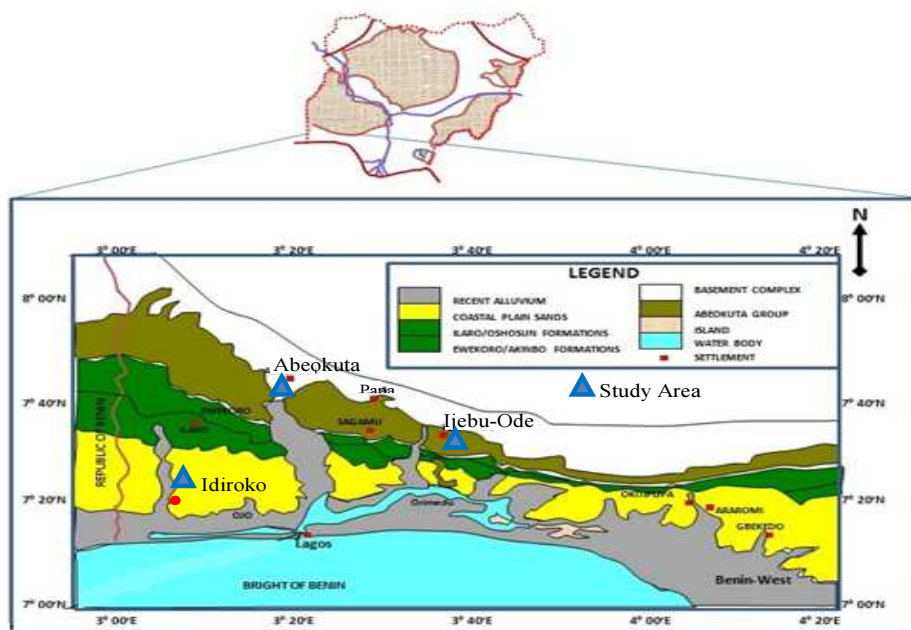 N
3° 00'E 3° 20'E 3° 40'E 4° 00'E 4° 20'E
LEGEND
RECENT ALLUVIUM
COASTAL PLAIN SANDS
ILARO/OSHOSUN FORMATIONS
EWEKORO/AKINBO FORMATIONS
BASEMENT COMPLEX
ABEOKUTA GROUP
ISLAND
WATER BODY
SETTLEMENT
8° 00'N 8° 00'N
Abeokuta
Study Area
7° 40'N 7° 40'N
Ijebu-Ode
SAGAMU
REPUBLIC OF BENIN
Idiroko
7° 20'N 7° 20'N
OJO
ARAROMI
GBEKEDO
Lagos
Benin-West
BRIGHT OF BENIN
7° 00'N 7° 00'N
3° 00'E 3° 20'E 3° 40'E 4° 00'E 4° 20'E